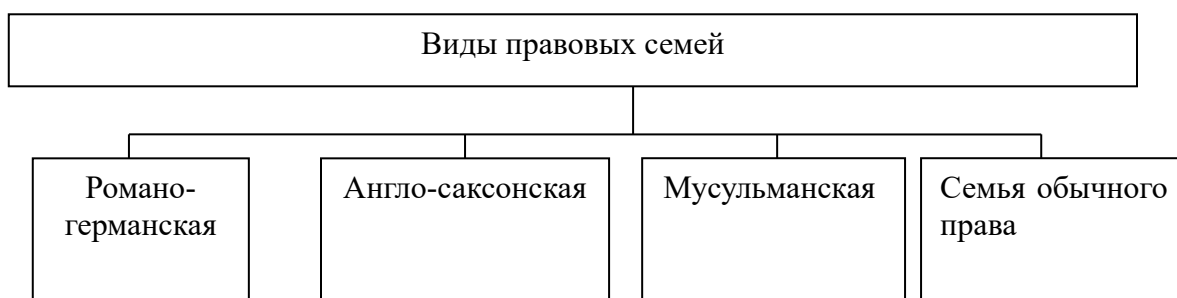 Виды правовых семей
Романо-
германская
Англо-саксонская
Мусульманская
Семья обычного
права